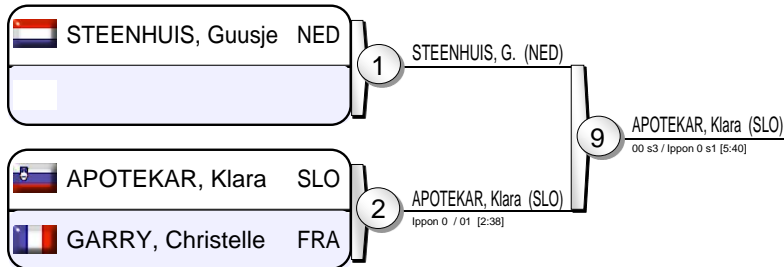 STEENHUIS, Guusje NED
1
STEENHUIS, G. (NED)
9
APOTEKAR, Klara (SLO)
00 s3 / Ippon 0 s1 [5:40]
APOTEKAR, Klara SLO
2
APOTEKAR, Klara (SLO)
Ippon 0 / 01 [2:38]
GARRY, Christelle FRA